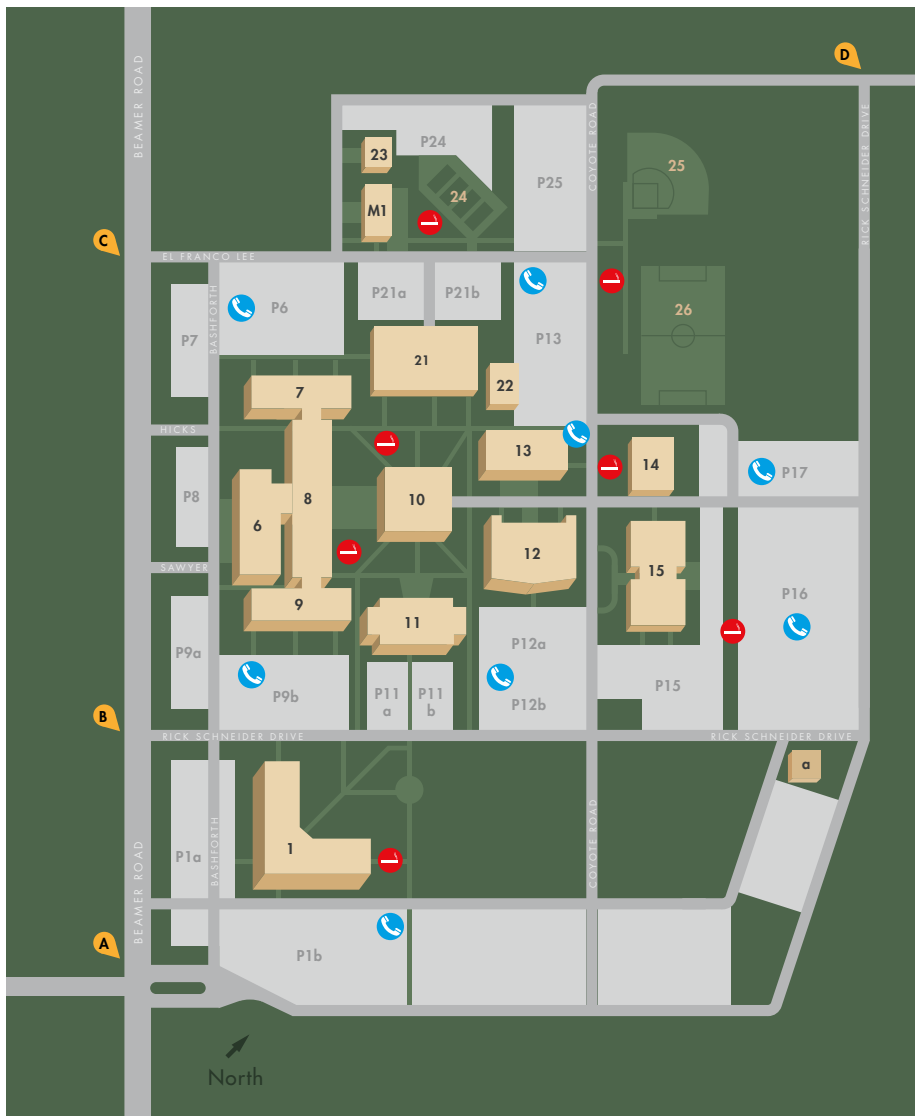 D
BEAMER ROAD
COYOTE ROAD
RICK SCHNEIDER DRIVE
P24
23
25
P25
24
M1
C
EL FRANCO LEE
P21a
P21b
BASHFORTH
P6
26
P7
P13
21
22
7
HICKS
13
14
P17
P8
8
10
6
12
SAWYER
15
P16
9
11
P12a
P9a
P15
P9b
P11
a
P11
b
P12b
B
RICK SCHNEIDER DRIVE
RICK SCHNEIDER DRIVE
a
BASHFORTH
COYOTE ROAD
1
P1a
BEAMER ROAD
A
P1b
North